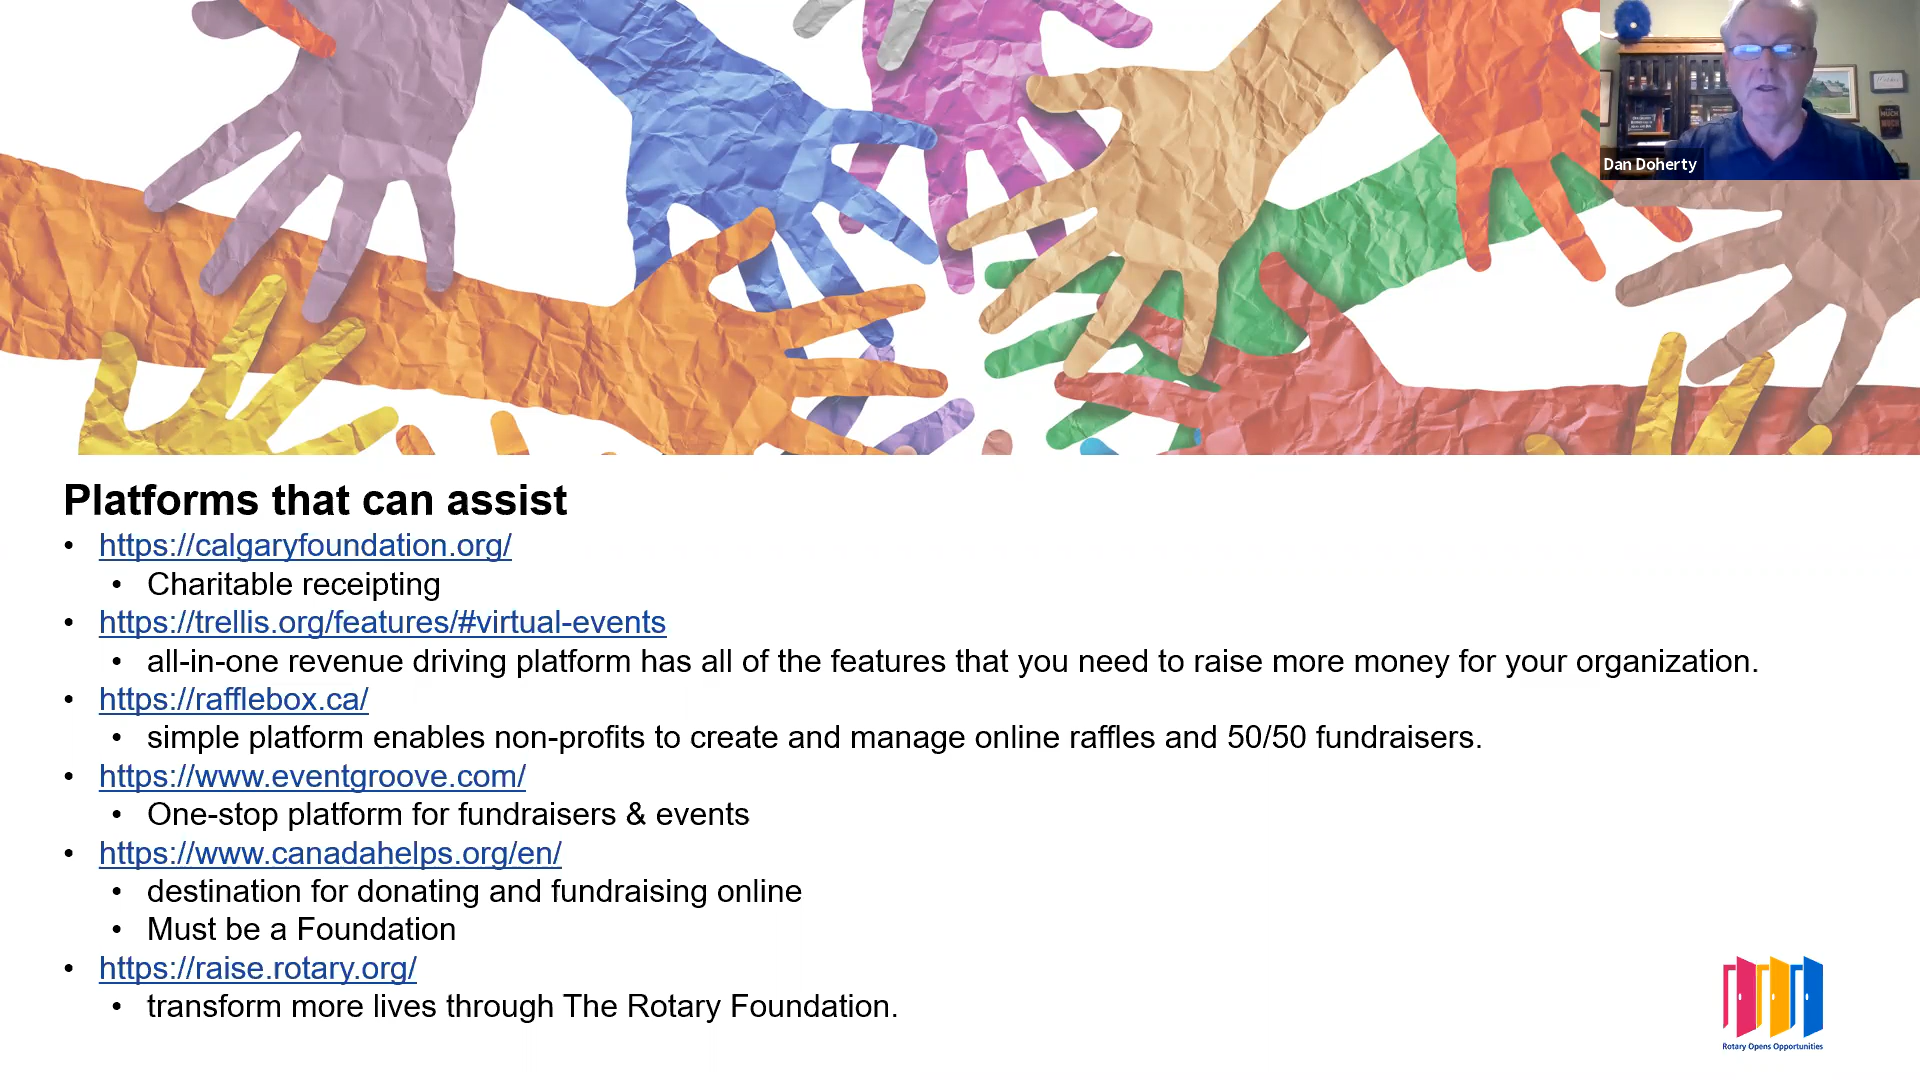 Dan Doherty
Platforms that can assist
• https://calgaryfoundation.org/
• Charitable receipting
• https://trellis.org/features/#virtual-events
• all-in-one revenue driving platform has all of the features that you need to raise more money for your organization.
• https://rafflebox.ca/
• simple platform enables non-profits to create and manage online raffles and 50/50 fundraisers.
• https://www.eventgroove.com/
• One-stop platform for fundraisers & events
• https://www.canadahelps.org/en/
• destination for donating and fundraising online
• Must be a Foundation
• https://raise.rotary.org/
• transform more lives through The Rotary Foundation.
Rotary Opens Opportunities